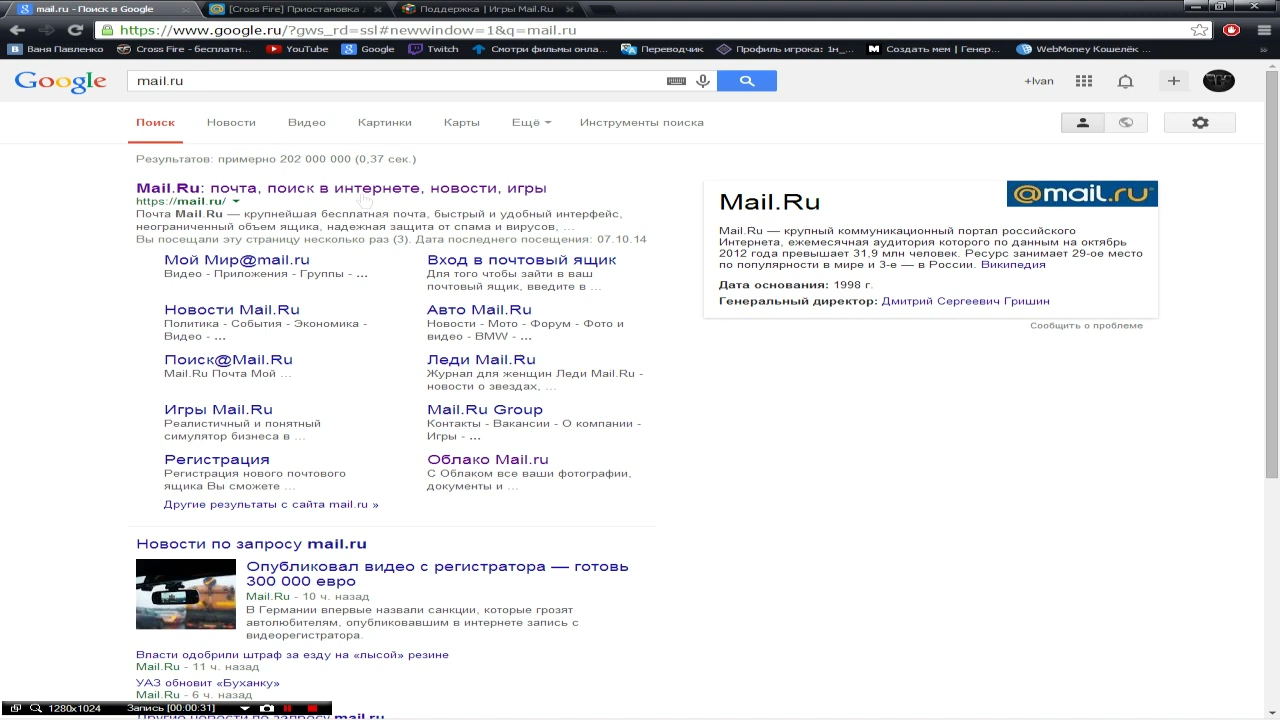 mail.ru - Поиск в Google
[Cross Fire] Приостановка
Поддержка | Игры Mail.Ru
https://www.google.ru/?gws_rd=ssl#newwindow=1&q=mail.ru
Ваня Павленко
Cross Fire - бесплатн...
YouTube
Google
Twitch
Смотри фильмы онла...
Переводчик
Профиль игрока: 1н_...
Создать мем | Генер...
WebMoney Кошелёк ...
Google
mail.ru
+Ivan
Поиск
Новости
Видео
Картинки
Карты
Ещё
Инструменты поиска
Результатов: примерно 202 000 000 (0,37 сек.)
Mail.Ru: почта, поиск в интернете, новости, игры
https://mail.ru/
Почта Mail.Ru — крупнейшая бесплатная почта, быстрый и удобный интерфейс,
неограниченный объем ящика, надежная защита от спама и вирусов, ...
Вы посещали эту страницу несколько раз (3). Дата последнего посещения: 07.10.14
Мой Мир@mail.ru
Видео - Приложения - Группы - ...
Вход в почтовый ящик
Для того чтобы зайти в ваш
почтовый ящик, введите в ...
Новости Mail.Ru
Политика - События - Экономика -
Видео - ...
Авто Mail.Ru
Новости - Мото - Форум - Фото и
видео - BMW - ...
Поиск@Mail.Ru
Mail.Ru Почта Мой ...
Леди Mail.Ru
Журнал для женщин Леди Mail.Ru -
новости о звездах, ...
Игры Mail.Ru
Реалистичный и понятный
симулятор бизнеса в ...
Mail.Ru Group
Контакты - Вакансии - О компании -
Игры - ...
Регистрация
Регистрация нового почтового
ящика Вы сможете ...
Облако Mail.ru
С Облаком все ваши фотографии,
документы и ...
Другие результаты с сайта mail.ru »
Новости по запросу mail.ru
Опубликовал видео с регистратора — готовь
300 000 евро
Mail.Ru - 10 ч. назад
В Германии впервые назвали санкции, которые грозят
автолюбителям, опубликовавшим в интернете запись с
видеорегистратора.
Власти одобрили штраф за езду на «лысой» резине
Mail.Ru - 11 ч. назад
УАЗ обновит «Буханку»
Mail.Ru - 6 ч. назад
Другие новости по запросу mail.ru
Mail.Ru
@mail.ru
Mail.Ru — крупный коммуникационный портал российского
Интернета, ежемесячная аудитория которого по данным на октябрь
2012 года превышает 31,9 млн человек. Ресурс занимает 29-ое место
по популярности в мире и 3-е — в России. Википедия
Дата основания: 1998 г.
Генеральный директор: Дмитрий Сергеевич Гришин
Сообщить о проблеме
1280x1024
Запись [00:00:31]